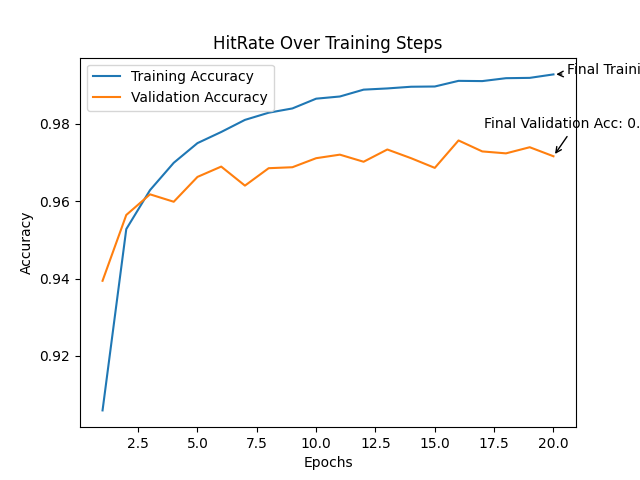 HitRate Over Training Steps
Training Accuracy
Validation Accuracy
Final Traini
Final Validation Acc: 0.
0.98
0.96
0.94
0.92
Accuracy
2.5 5.0 7.5 10.0 12.5 15.0 17.5 20.0
Epochs